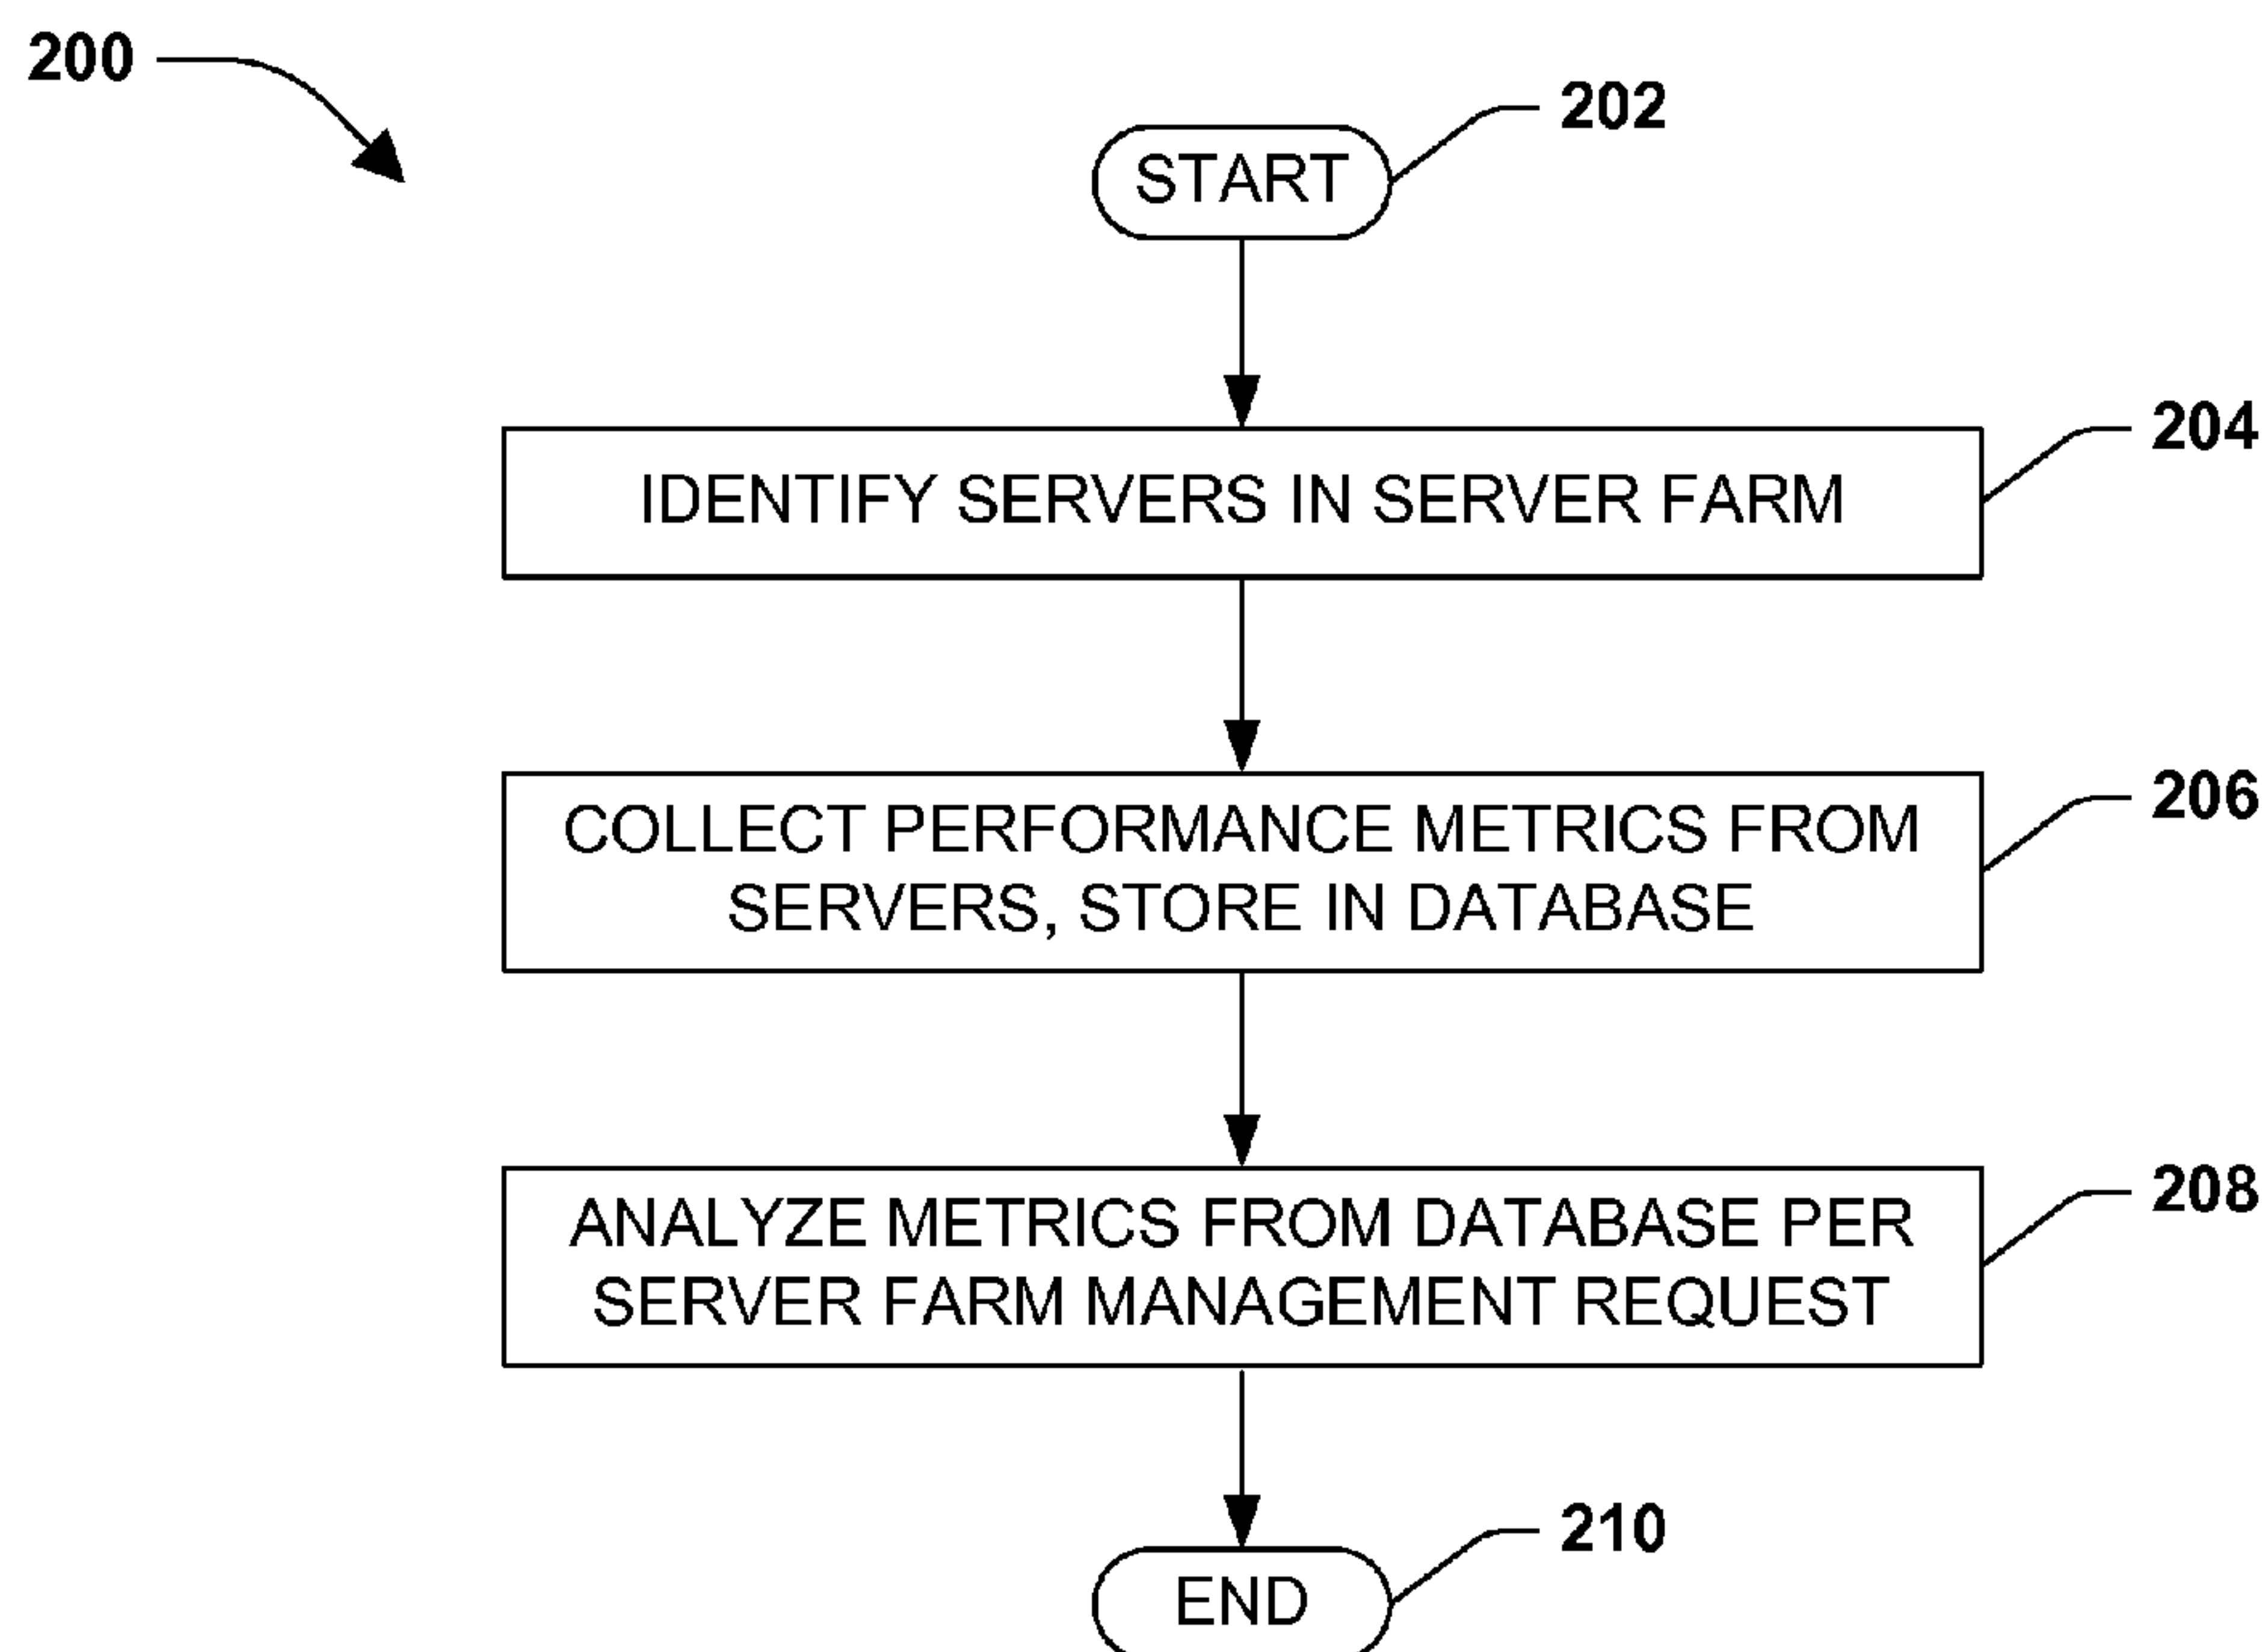 200
202
START
204
IDENTIFY SERVERS IN SERVER FARM
206
COLLECT PERFORMANCE METRICS FROM
SERVERS, STORE IN DATABASE
208
ANALYZE METRICS FROM DATABASE PER
SERVER FARM MANAGEMENT REQUEST
210
END